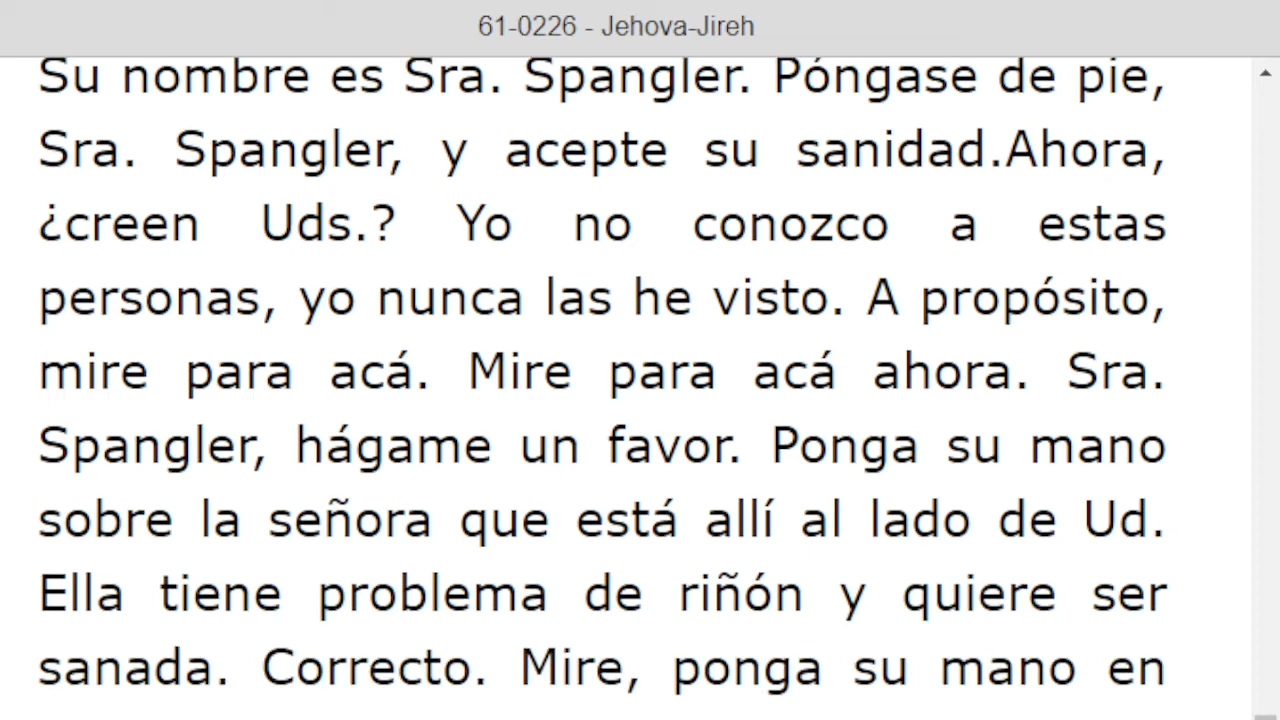 61-0226 - Jehova-Jireh
Su nombre es Sra. Spangler. Póngase de pie,
Sra. Spangler, y acepte su sanidad.Ahora,
¿creen Uds.? Yo no conozco a estas
personas, yo nunca las he visto. A propósito,
mire para acá. Mire para acá ahora. Sra.
Spangler, hágame un favor. Ponga su mano
sobre la señora que está allí al lado de Ud.
Ella tiene problema de riñón y quiere ser
sanada. Correcto. Mire, ponga su mano en